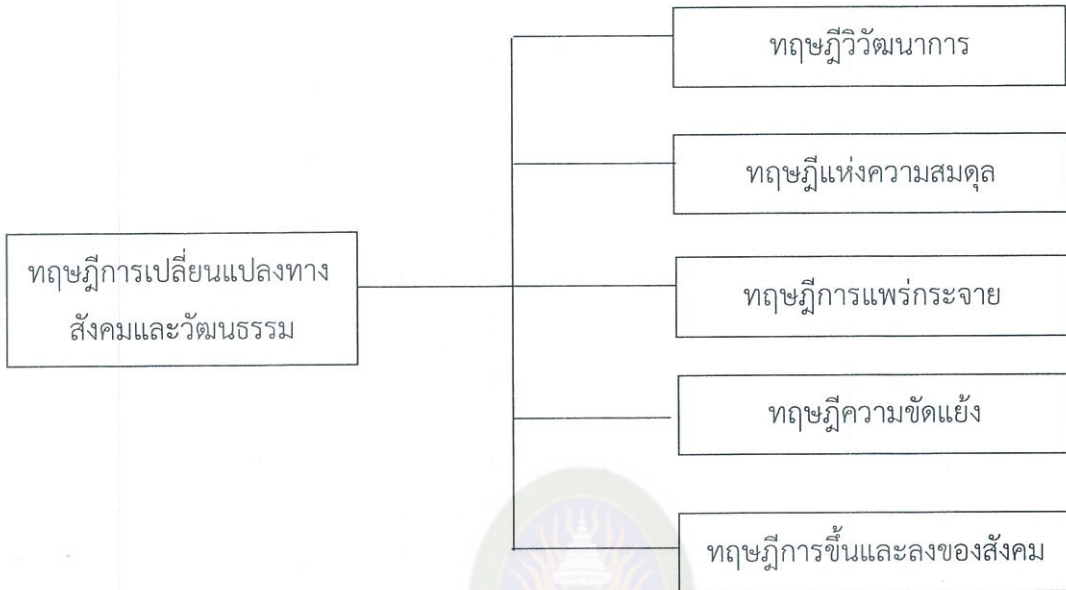 ทฤษฎีวิวัฒนาการ
ทฤษฎีแห่งความสมดุล
ทฤษฎีการเปลี่ยนแปลงทาง
สังคมและวัฒนธรรม
ทฤษฎีการแพร่กระจาย
ทฤษฎีความขัดแย้ง
ทฤษฎีการขึ้นและลงของสังคม